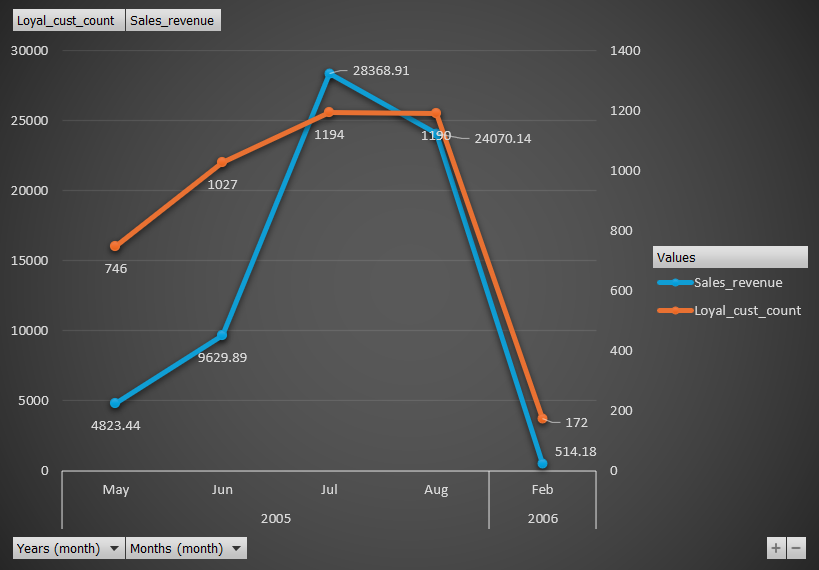 Loyal_cust_count Sales_revenue
30000 1400
28368.91
25000 1200
1194 1190 24070.14
1027 1000
20000
800
15000 746 Values
Sales_revenue
600
Loyal_cust_count
10000
9629.89 400
5000
4823.44 200
172
514.18
0 0
May Jun Jul Aug Feb
2005 2006
Years (month) Months (month) + −